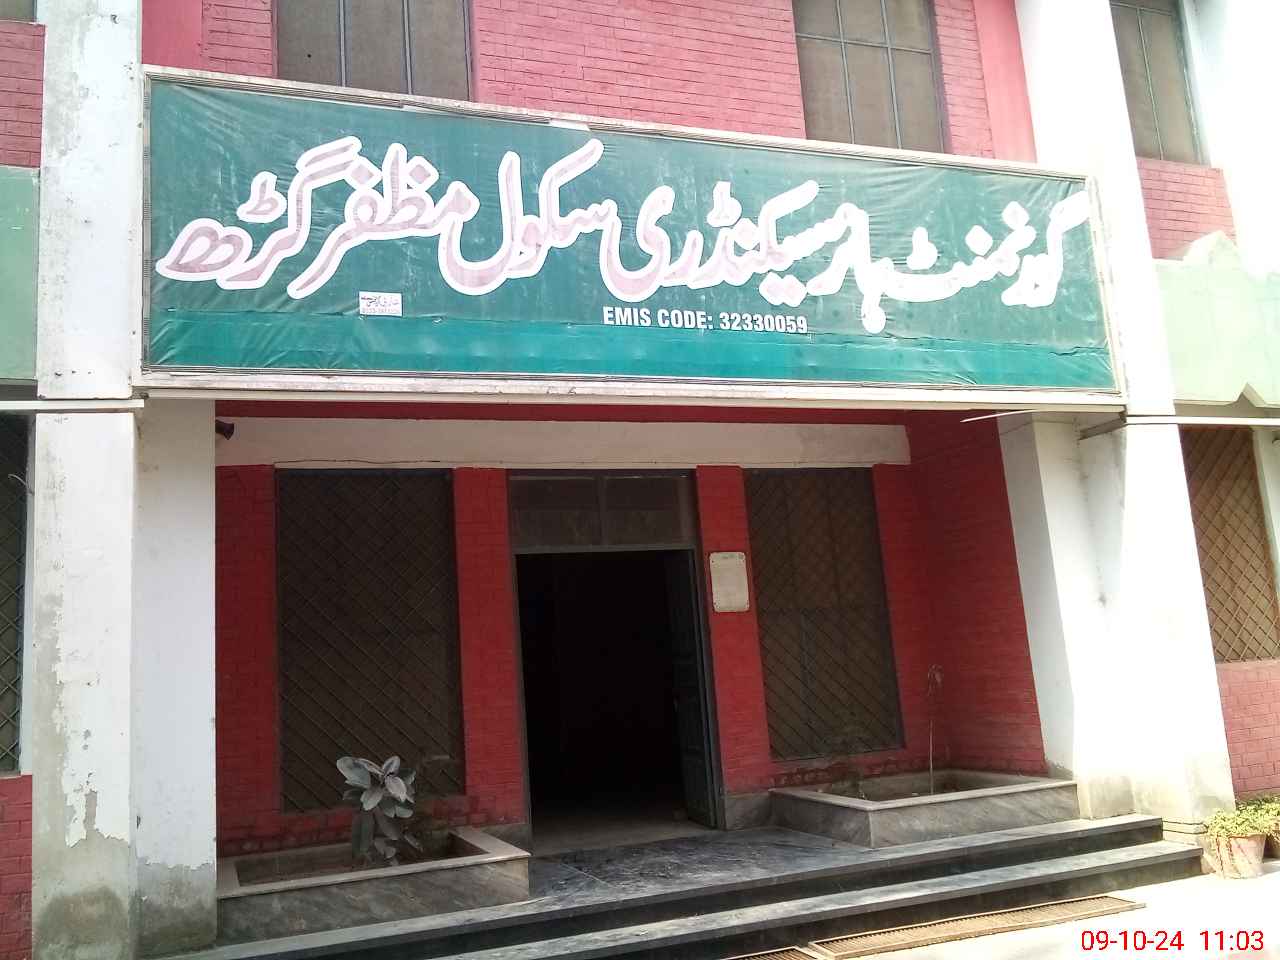 گورنمنٹ ہائر سیکنڈری سکول مظفر گڑھ
EMIS CODE: 32330059
09-10-24 11:03